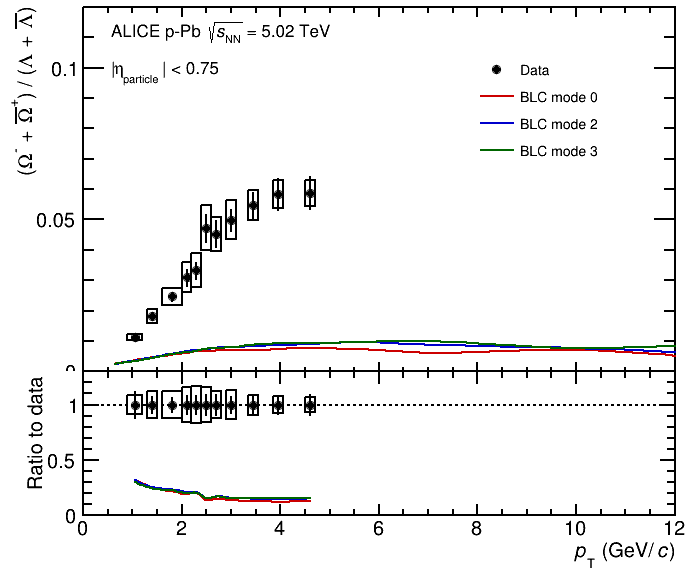 (Ω⁻ + Ω̅⁺) / (Λ + Λ̅)
ALICE p-Pb √s_NN = 5.02 TeV
|η_particle| < 0.75
Data
BLC mode 0
BLC mode 2
BLC mode 3
0.1
0.05
0
Ratio to data
1
0.5
0
0 2 4 6 8 10 12
p_T (GeV/c)